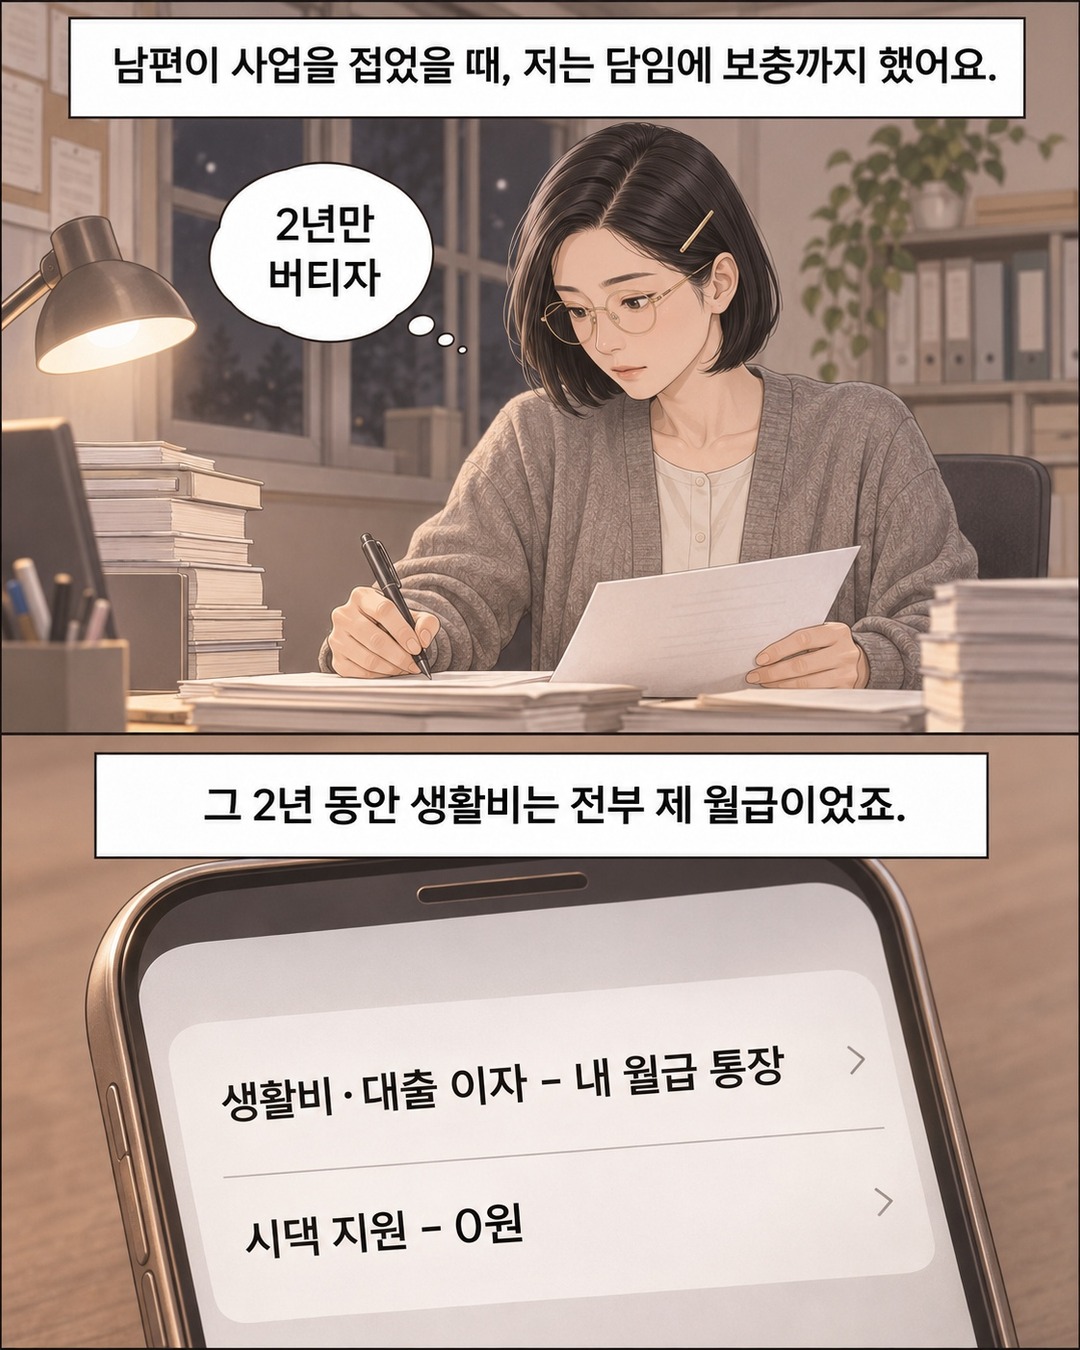 남편이 사업을 접었을 때, 저는 담임에 보충까지 했어요.
2년만
버티자
그 2년 동안 생활비는 전부 제 월급이었죠.
생활비·대출 이자 – 내 월급 통장
시댁 지원 – 0원